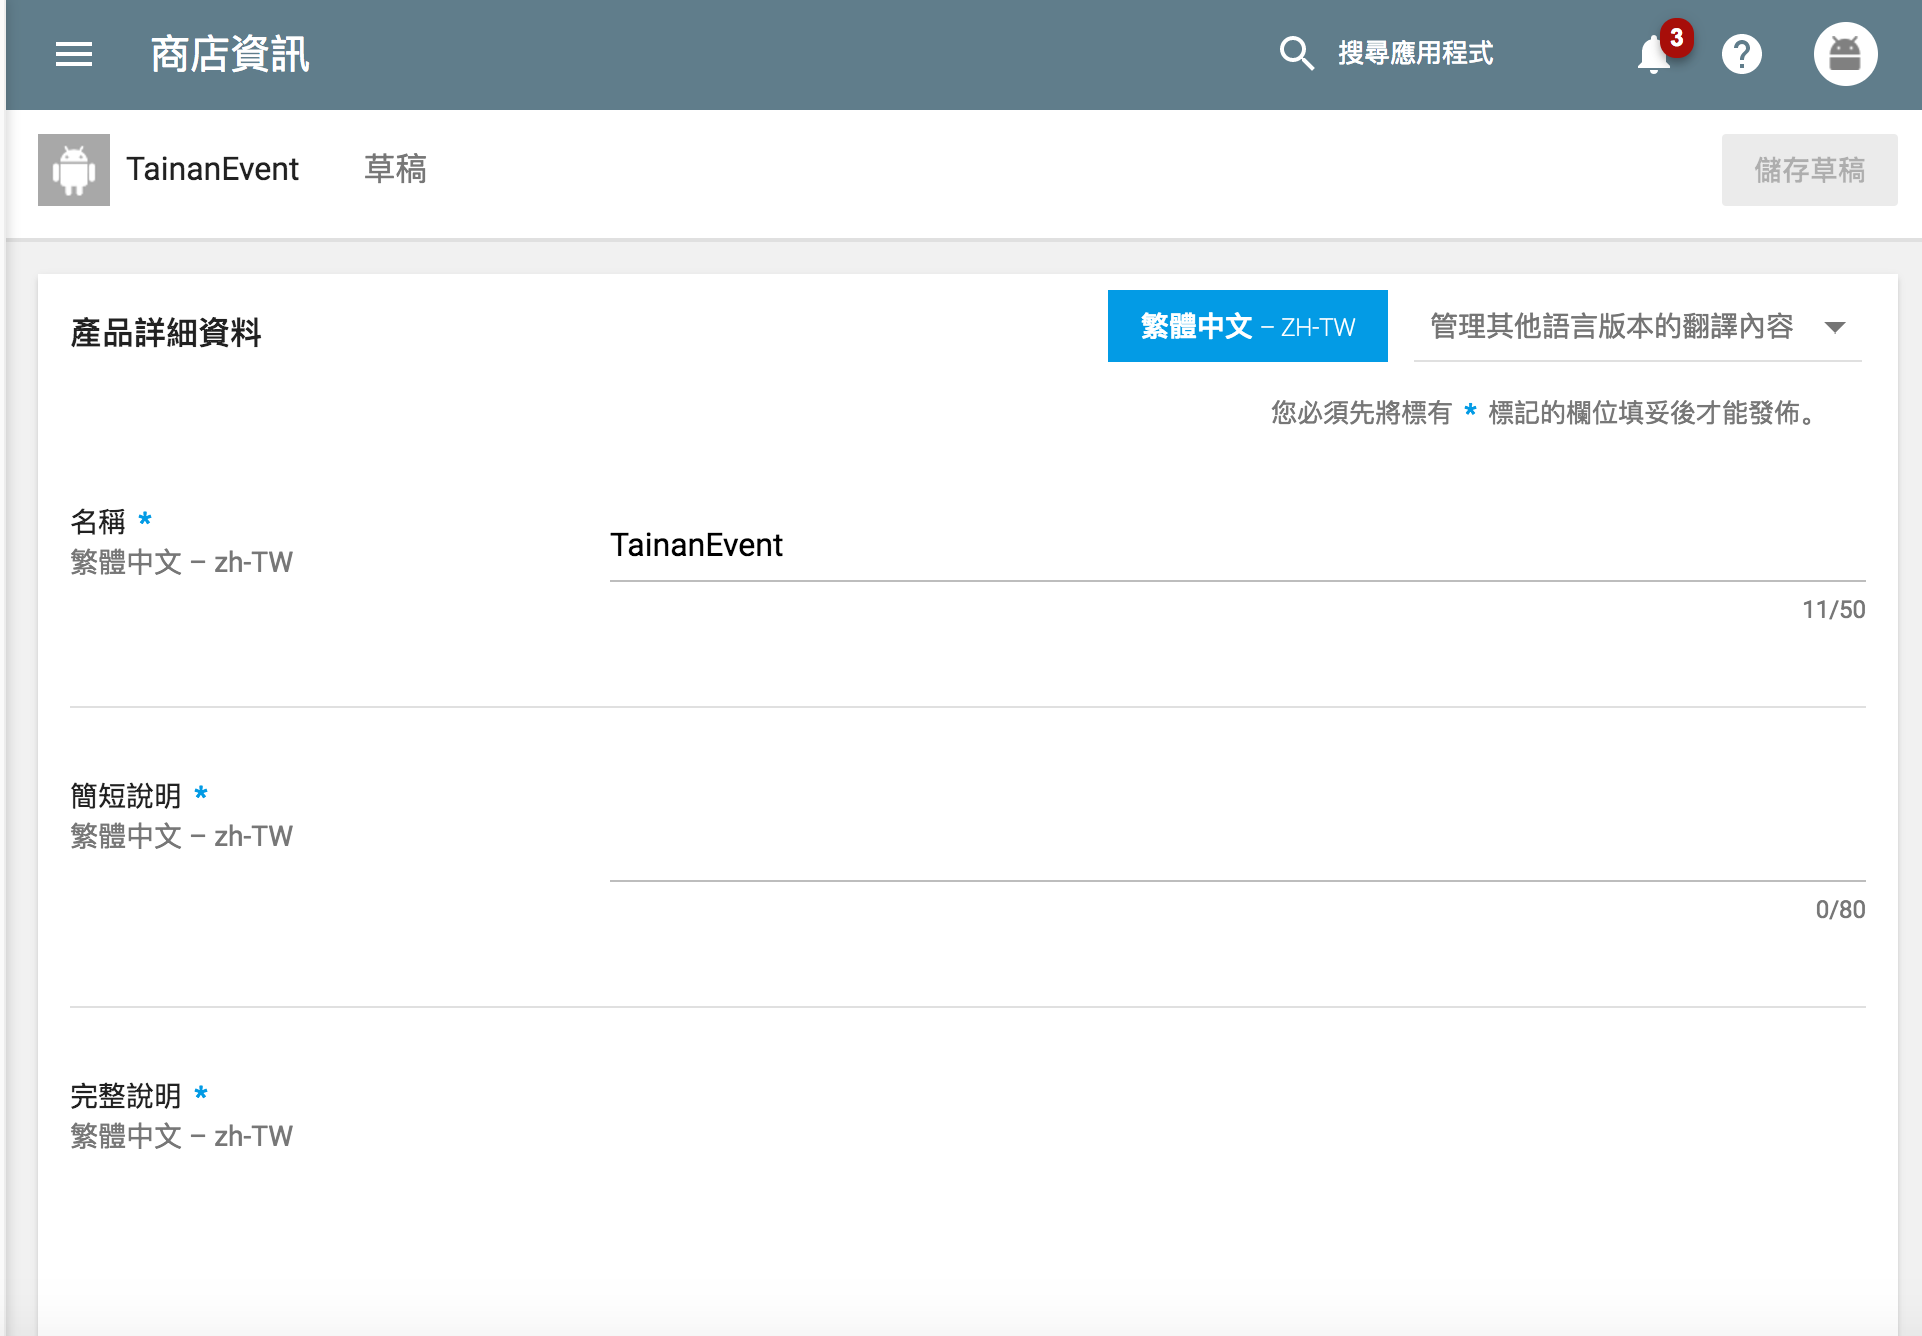 商店資訊
搜尋應用程式
3
?
TainanEvent 草稿
儲存草稿
產品詳細資料
繁體中文 – ZH-TW
管理其他語言版本的翻譯內容
您必須先將標有 * 標記的欄位填妥後才能發佈。
名稱 *
繁體中文 – zh-TW
TainanEvent
11/50
簡短說明 *
繁體中文 – zh-TW
0/80
完整說明 *
繁體中文 – zh-TW